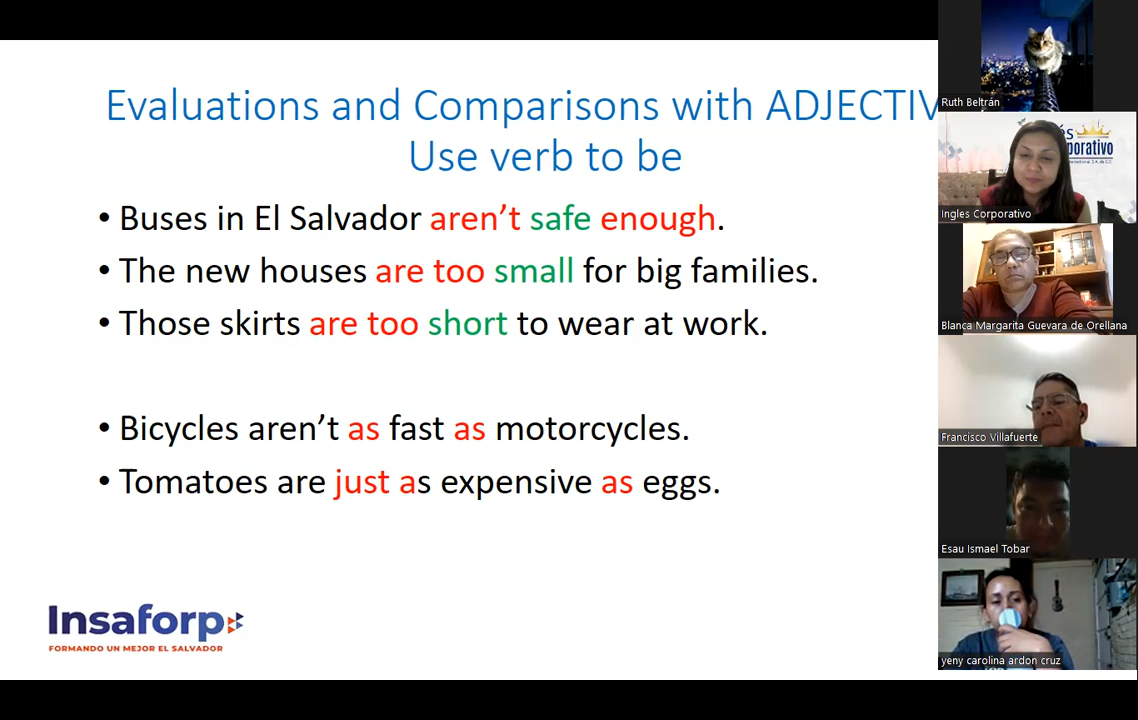 Evaluations and Comparisons with ADJECTIV
Use verb to be
• Buses in El Salvador aren't safe enough.
• The new houses are too small for big families.
• Those skirts are too short to wear at work.
• Bicycles aren't as fast as motorcycles.
• Tomatoes are just as expensive as eggs.
Insaforp
FORMANDO UN MEJOR EL SALVADOR
Ruth Beltrán
és
porativo
Ingles Corporativo
Blanca Margarita Guevara de Orellana
Francisco Villafuerte
Esau Ismael Tobar
yeny carolina ardon cruz